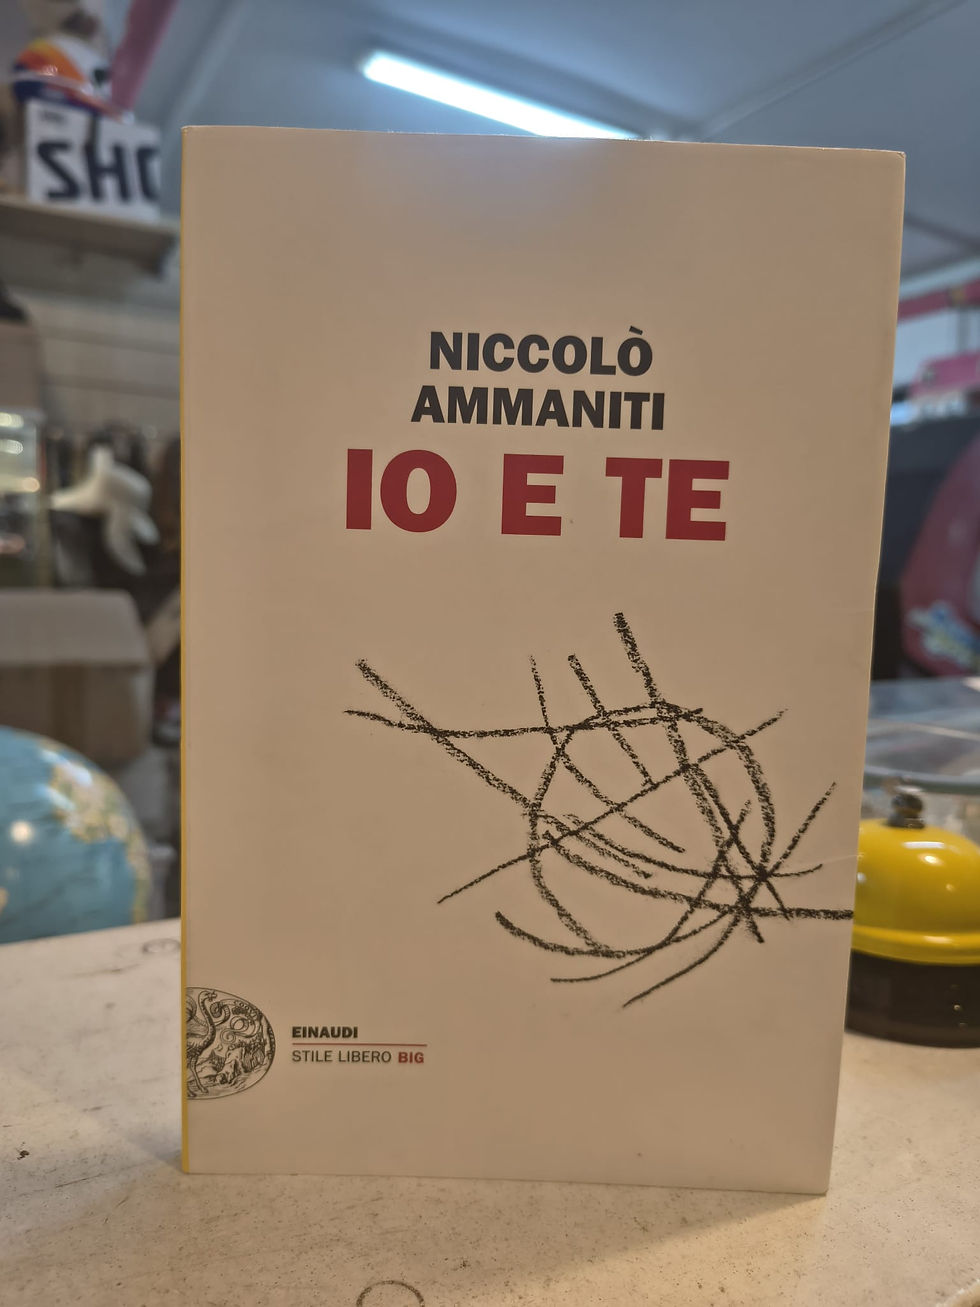 NICCOLÒ
AMMANITI
IO E TE
EINAUDI
STILE LIBERO BIG